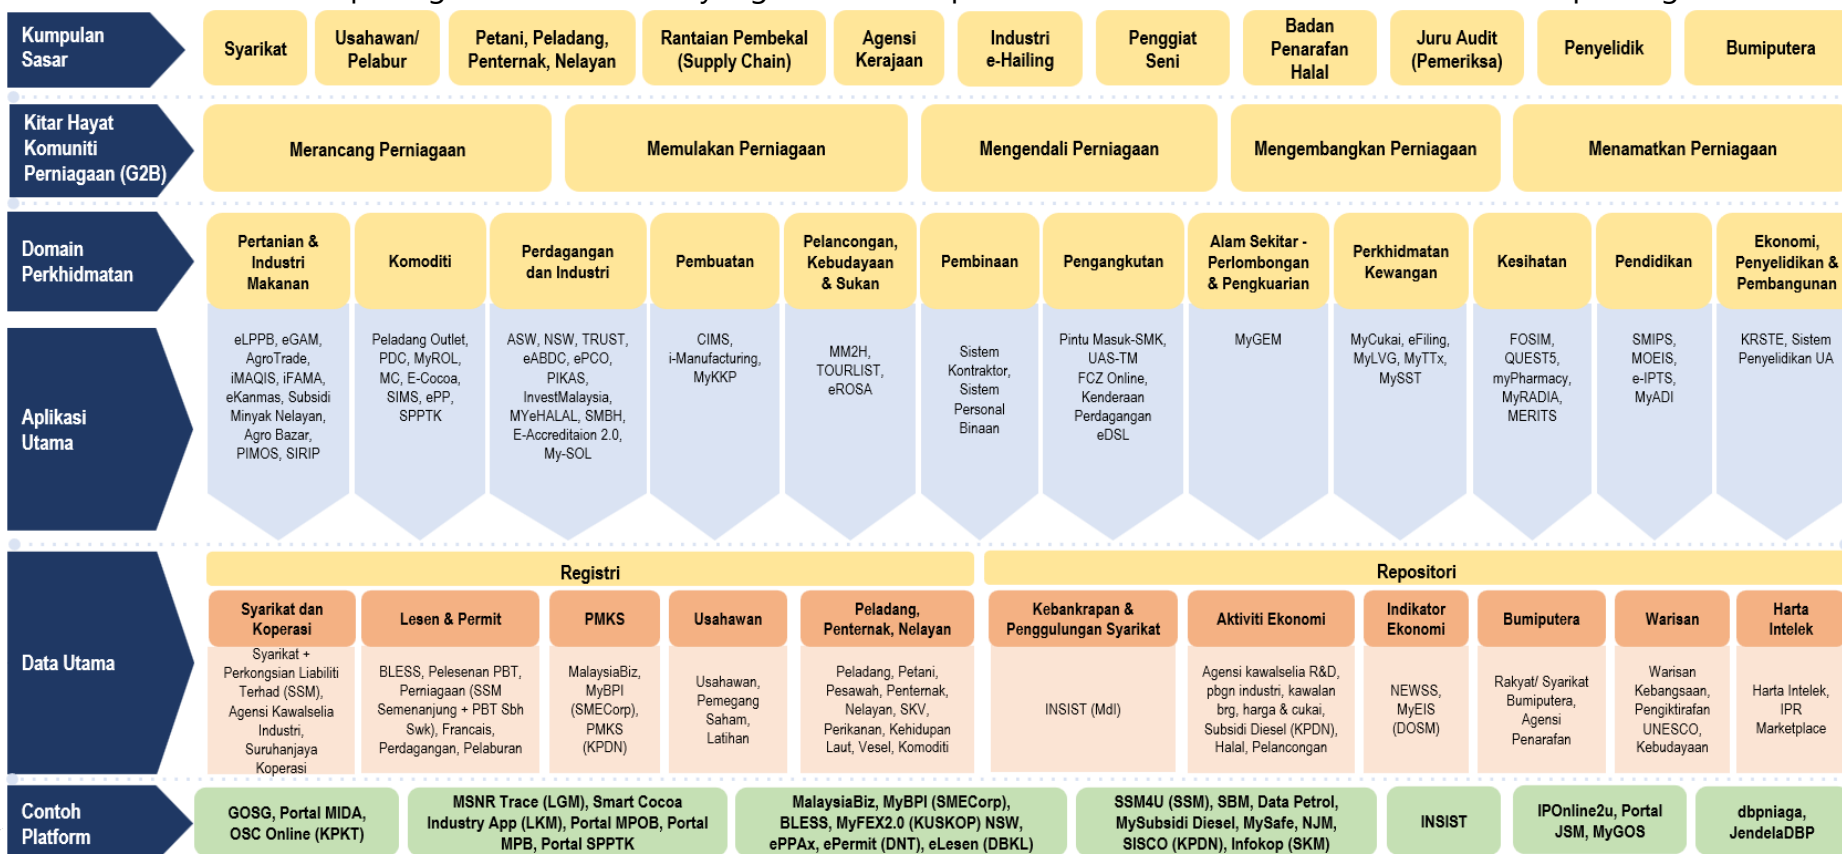 Kumpulan
Sasar
Syarikat
Usahawan/
Pelabur
Petani, Peladang,
Penternak, Nelayan
Rantaian Pembekal
(Supply Chain)
Agensi
Kerajaan
Industri
e-Hailing
Penggiat
Seni
Badan
Penarafan
Halal
Juru Audit
(Pemeriksa)
Penyelidik
Bumiputera
Kitar Hayat
Komuniti
Perniagaan (G2B)
Merancang Perniagaan
Memulakan Perniagaan
Mengendali Perniagaan
Mengembangkan Perniagaan
Menamatkan Perniagaan
Domain
Perkhidmatan
Pertanian &
Industri
Makanan
Komoditi
Perdagangan
dan Industri
Pembuatan
Pelancongan,
Kebudayaan
& Sukan
Pembinaan
Pengangkutan
Alam Sekitar -
Perlombongan
& Pengkuarian
Perkhidmatan
Kewangan
Kesihatan
Pendidikan
Ekonomi,
Penyelidikan &
Pembangunan
Aplikasi
Utama
eLPPB, eGAM,
AgroTrade,
iMAQIS, iFAMA,
eKanmas, Subsidi
Minyak Nelayan,
Agro Bazar,
PIMOS, SIRIP
Peladang Outlet,
PDC, MyROL,
MC, E-Cocoa,
SIMS, ePP,
SPPTK
ASW, NSW, TRUST,
eABDC, ePCO,
PIKAS,
InvestMalaysia,
MYeHALAL, SMBH,
E-Accreditaion 2.0,
My-SOL
CIMS,
i-Manufacturing,
MyKKP
MM2H,
TOURLIST,
eROSA
Sistem
Kontraktor,
Sistem
Personal
Binaan
Pintu Masuk-SMK,
UAS-TM
FCZ Online,
Kenderaan
Perdagangan
eDSL
MyGEM
MyCukai, eFiling,
MyLVG, MyTTx,
MySST
FOSIM,
QUEST5,
myPharmacy,
MyRADIA,
MERITS
SMIPS,
MOEIS,
e-IPTS,
MyADI
KRSTE, Sistem
Penyelidikan UA
Data Utama
Registri
Repositori
Syarikat dan
Koperasi
Lesen & Permit
PMKS
Usahawan
Peladang,
Penternak, Nelayan
Kebankrapan &
Penggulungan Syarikat
Aktiviti Ekonomi
Indikator
Ekonomi
Bumiputera
Warisan
Harta
Intelek
Syarikat +
Perkongsian Liabiliti
Terhad (SSM),
Agensi Kawalselia
Industri,
Suruhanjaya
Koperasi
BLESS, Pelesenan PBT,
Perniagaan (SSM
Semenanjung + PBT Sbh
Swk), Francais,
Perdagangan, Pelaburan
MalaysiaBiz,
MyBPI
(SMECorp),
PMKS
(KPDN)
Usahawan,
Pemegang
Saham,
Latihan
Peladang, Petani,
Pesawah, Penternak,
Nelayan, SKV,
Perikanan, Kehidupan
Laut, Vesel, Komoditi
INSIST (MdI)
Agensi kawalselia R&D,
pbgn industri, kawalan
brg, harga & cukai,
Subsidi Diesel (KPDN),
Halal, Pelancongan
NEWSS,
MyEIS
(DOSM)
Rakyat/ Syarikat
Bumiputera,
Agensi
Penarafan
Warisan
Kebangsaan,
Pengiktirafan
UNESCO,
Kebudayaan
Harta Intelek,
IPR
Marketplace
Contoh
Platform
GOSG, Portal MIDA,
OSC Online (KPKT)
MSNR Trace (LGM), Smart Cocoa
Industry App (LKM), Portal MPOB, Portal
MPB, Portal SPPTK
MalaysiaBiz, MyBPI (SMECorp),
BLESS, MyFEX2.0 (KUSKOP) NSW,
ePPAx, ePermit (DNT), eLesen (DBKL)
SSM4U (SSM), SBM, Data Petrol,
MySubsidi Diesel, MySafe, NJM,
SISCO (KPDN), Infokop (SKM)
INSIST
IPOnline2u, Portal
JSM, MyGOS
dbpniaga,
JendelaDBP